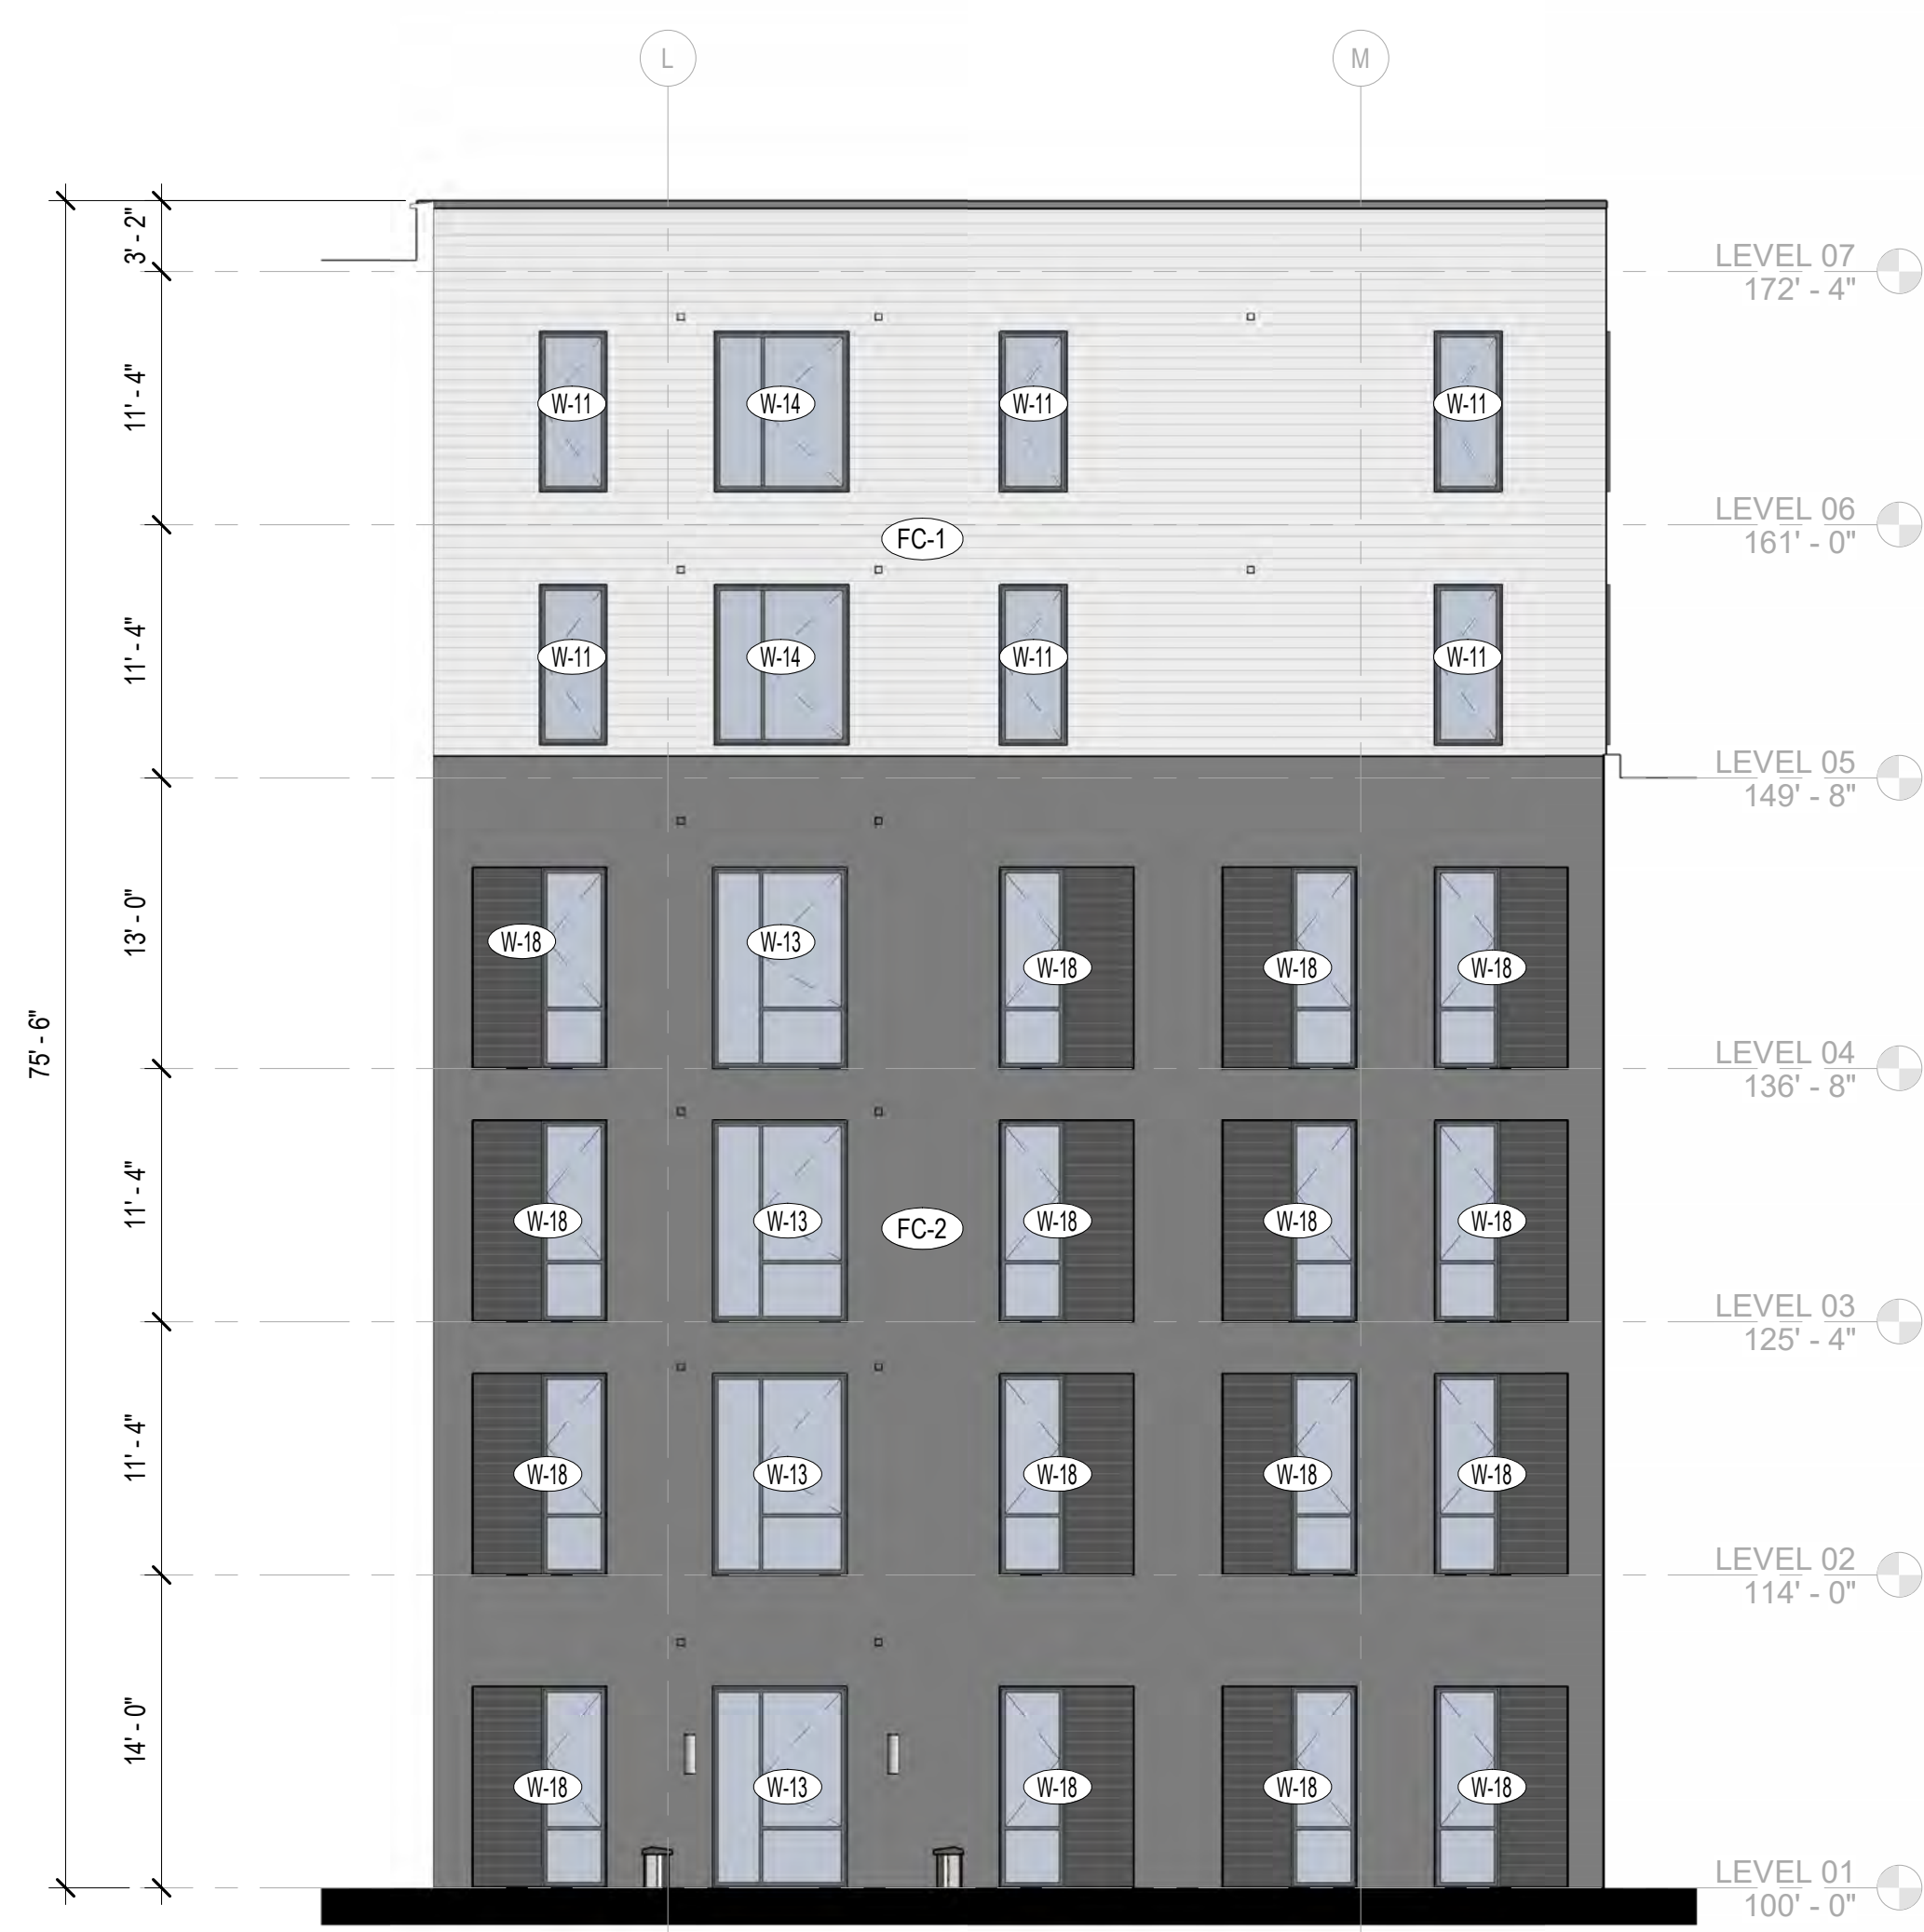 L
M
3' - 2"
LEVEL 07
172' - 4"
11' - 4"
W-11
W-14
W-11
W-11
LEVEL 06
161' - 0"
FC-1
11' - 4"
W-11
W-14
W-11
W-11
LEVEL 05
149' - 8"
13' - 0"
W-18
W-13
W-18
W-18
W-18
75' - 6"
LEVEL 04
136' - 8"
11' - 4"
W-18
W-13
FC-2
W-18
W-18
W-18
LEVEL 03
125' - 4"
11' - 4"
W-18
W-13
W-18
W-18
W-18
LEVEL 02
114' - 0"
14' - 0"
W-18
W-13
W-18
W-18
W-18
LEVEL 01
100' - 0"